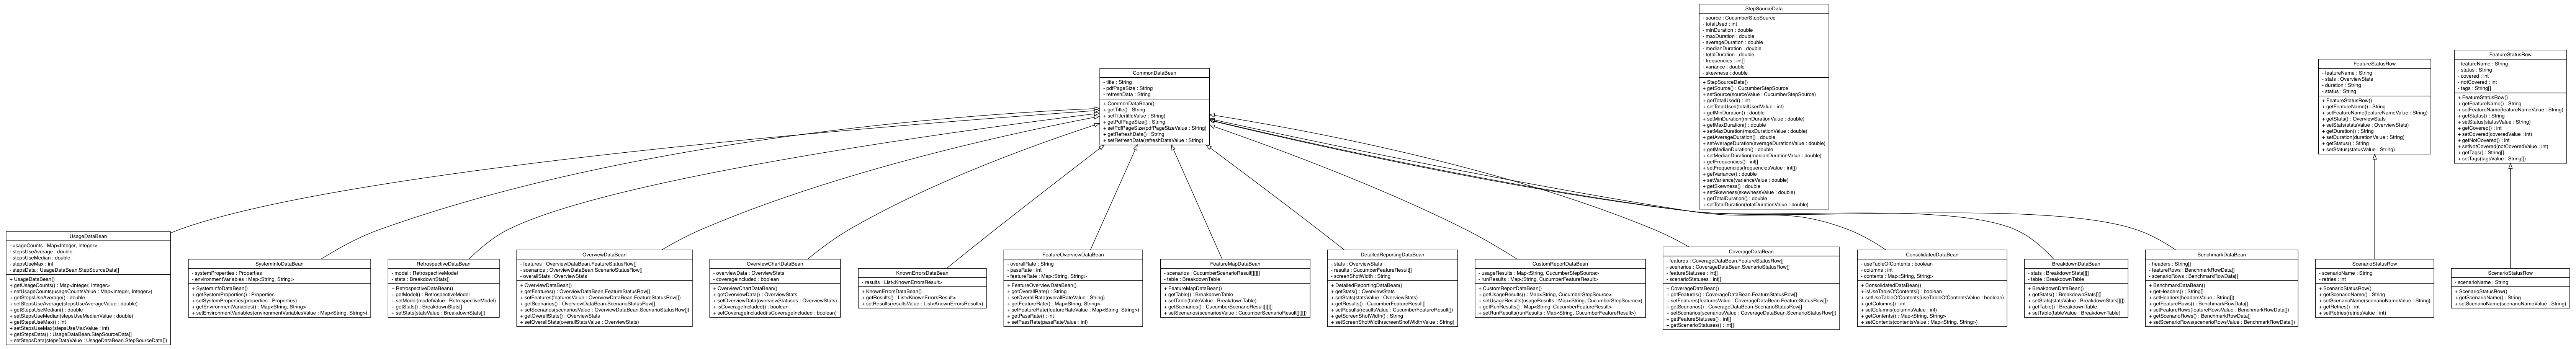 StepSourceData
- source : CucumberStepSource
- totalUsed : int
- minDuration : double
- maxDuration : double
- averageDuration : double
- medianDuration : double
- totalDuration : double
- frequencies : int[]
- variance : double
- skewness : double
+ StepSourceData()
+ getSource() : CucumberStepSource
+ setSource(sourceValue : CucumberStepSource)
+ getTotalUsed() : int
+ setTotalUsed(totalUsedValue : int)
+ getMinDuration() : double
+ setMinDuration(minDurationValue : double)
+ getMaxDuration() : double
+ setMaxDuration(maxDurationValue : double)
+ getAverageDuration() : double
+ setAverageDuration(averageDurationValue : double)
+ getMedianDuration() : double
+ setMedianDuration(medianDurationValue : double)
+ getFrequencies() : int[]
+ setFrequencies(frequenciesValue : int[])
+ getVariance() : double
+ setVariance(varianceValue : double)
+ getSkewness() : double
+ setSkewness(skewnessValue : double)
+ getTotalDuration() : double
+ setTotalDuration(totalDurationValue : double)
CommonDataBean
- title : String
- pdfPageSize : String
- refreshData : String
+ CommonDataBean()
+ getTitle() : String
+ setTitle(titleValue : String)
+ getPdfPageSize() : String
+ setPdfPageSize(pdfPageSizeValue : String)
+ getRefreshData() : String
+ setRefreshData(refreshDataValue : String)
FeatureStatusRow
- featureName : String
- stats : OverviewStats
- duration : String
- status : String
+ FeatureStatusRow()
+ getFeatureName() : String
+ setFeatureName(featureNameValue : String)
+ getStats() : OverviewStats
+ setStats(statsValue : OverviewStats)
+ getDuration() : String
+ setDuration(durationValue : String)
+ getStatus() : String
+ setStatus(statusValue : String)
FeatureStatusRow
- featureName : String
- status : String
- covered : int
- notCovered : int
- tags : String[]
+ FeatureStatusRow()
+ getFeatureName() : String
+ setFeatureName(featureNameValue : String)
+ getStatus() : String
+ setStatus(statusValue : String)
+ getCovered() : int
+ setCovered(coveredValue : int)
+ getNotCovered() : int
+ setNotCovered(notCoveredValue : int)
+ getTags() : String[]
+ setTags(tagsValue : String[])
UsageDataBean
- usageCounts : Map<Integer, Integer>
- stepsUseAverage : double
- stepsUseMedian : double
- stepsUseMax : int
- stepsData : UsageDataBean.StepSourceData[]
+ UsageDataBean()
+ getUsageCounts() : Map<Integer, Integer>
+ setUsageCounts(usageCountsValue : Map<Integer, Integer>)
+ getStepsUseAverage() : double
+ setStepsUseAverage(stepsUseAverageValue : double)
+ getStepsUseMedian() : double
+ setStepsUseMedian(stepsUseMedianValue : double)
+ getStepsUseMax() : int
+ setStepsUseMax(stepsUseMaxValue : int)
+ getStepsData() : UsageDataBean.StepSourceData[]
+ setStepsData(stepsDataValue : UsageDataBean.StepSourceData[])
SystemInfoDataBean
- systemProperties : Properties
- environmentVariables : Map<String, String>
+ SystemInfoDataBean()
+ getSystemProperties() : Properties
+ setSystemProperties(properties : Properties)
+ getEnvironmentVariables() : Map<String, String>
+ setEnvironmentVariables(environmentVariablesValue : Map<String, String>)
RetrospectiveDataBean
- model : RetrospectiveModel
- stats : BreakdownStats[]
+ RetrospectiveDataBean()
+ getModel() : RetrospectiveModel
+ setModel(modelValue : RetrospectiveModel)
+ getStats() : BreakdownStats[]
+ setStats(statsValue : BreakdownStats[])
OverviewDataBean
- features : OverviewDataBean.FeatureStatusRow[]
- scenarios : OverviewDataBean.ScenarioStatusRow[]
- overallStats : OverviewStats
+ OverviewDataBean()
+ getFeatures() : OverviewDataBean.FeatureStatusRow[]
+ setFeatures(featuresValue : OverviewDataBean.FeatureStatusRow[])
+ getScenarios() : OverviewDataBean.ScenarioStatusRow[]
+ setScenarios(scenariosValue : OverviewDataBean.ScenarioStatusRow[])
+ getOverallStats() : OverviewStats
+ setOverallStats(overallStatsValue : OverviewStats)
OverviewChartDataBean
- overviewData : OverviewStats
- coverageIncluded : boolean
+ OverviewChartDataBean()
+ getOverviewData() : OverviewStats
+ setOverviewData(overviewStatuses : OverviewStats)
+ isCoverageIncluded() : boolean
+ setCoverageIncluded(isCoverageIncluded : boolean)
KnownErrorsDataBean
- results : List<KnownErrorsResult>
+ KnownErrorsDataBean()
+ getResults() : List<KnownErrorsResult>
+ setResults(resultsValue : List<KnownErrorsResult>)
FeatureOverviewDataBean
- overallRate : String
- passRate : int
- featureRate : Map<String, String>
+ FeatureOverviewDataBean()
+ getOverallRate() : String
+ setOverallRate(overallRateValue : String)
+ getFeatureRate() : Map<String, String>
+ setFeatureRate(featureRateValue : Map<String, String>)
+ getPassRate() : int
+ setPassRate(passRateValue : int)
FeatureMapDataBean
- scenarios : CucumberScenarioResult[][][]
- table : BreakdownTable
+ FeatureMapDataBean()
+ getTable() : BreakdownTable
+ setTable(tableValue : BreakdownTable)
+ getScenarios() : CucumberScenarioResult[][][]
+ setScenarios(scenariosValue : CucumberScenarioResult[][][])
DetailedReportingDataBean
- stats : OverviewStats
- results : CucumberFeatureResult[]
- screenShotWidth : String
+ DetailedReportingDataBean()
+ getStats() : OverviewStats
+ setStats(statsValue : OverviewStats)
+ getResults() : CucumberFeatureResult[]
+ setResults(resultsValue : CucumberFeatureResult[])
+ getScreenShotWidth() : String
+ setScreenShotWidth(screenShotWidthValue : String)
CustomReportDataBean
- usageResults : Map<String, CucumberStepSource>
- runResults : Map<String, CucumberFeatureResult>
+ CustomReportDataBean()
+ getUsageResults() : Map<String, CucumberStepSource>
+ setUsageResults(usageResults : Map<String, CucumberStepSource>)
+ getRunResults() : Map<String, CucumberFeatureResult>
+ setRunResults(runResults : Map<String, CucumberFeatureResult>)
CoverageDataBean
- features : CoverageDataBean.FeatureStatusRow[]
- scenarios : CoverageDataBean.ScenarioStatusRow[]
- featureStatuses : int[]
- scenarioStatuses : int[]
+ CoverageDataBean()
+ getFeatures() : CoverageDataBean.FeatureStatusRow[]
+ setFeatures(featuresValue : CoverageDataBean.FeatureStatusRow[])
+ getScenarios() : CoverageDataBean.ScenarioStatusRow[]
+ setScenarios(scenariosValue : CoverageDataBean.ScenarioStatusRow[])
+ getFeatureStatuses() : int[]
+ getScenarioStatuses() : int[]
ConsolidatedDataBean
- useTableOfContents : boolean
- columns : int
- contents : Map<String, String>
+ ConsolidatedDataBean()
+ isUseTableOfContents() : boolean
+ setUseTableOfContents(useTableOfContentsValue : boolean)
+ getColumns() : int
+ setColumns(columnsValue : int)
+ getContents() : Map<String, String>
+ setContents(contentsValue : Map<String, String>)
BreakdownDataBean
- stats : BreakdownStats[][]
- table : BreakdownTable
+ BreakdownDataBean()
+ getStats() : BreakdownStats[][]
+ setStats(statsValue : BreakdownStats[][])
+ getTable() : BreakdownTable
+ setTable(tableValue : BreakdownTable)
BenchmarkDataBean
- headers : String[]
- featureRows : BenchmarkRowData[]
- scenarioRows : BenchmarkRowData[]
+ BenchmarkDataBean()
+ getHeaders() : String[]
+ setHeaders(headersValue : String[])
+ getFeatureRows() : BenchmarkRowData[]
+ setFeatureRows(featureRowsValue : BenchmarkRowData[])
+ getScenarioRows() : BenchmarkRowData[]
+ setScenarioRows(scenarioRowsValue : BenchmarkRowData[])
ScenarioStatusRow
- scenarioName : String
- retries : int
+ ScenarioStatusRow()
+ getScenarioName() : String
+ setScenarioName(scenarioNameValue : String)
+ getRetries() : int
+ setRetries(retriesValue : int)
ScenarioStatusRow
- scenarioName : String
+ ScenarioStatusRow()
+ getScenarioName() : String
+ setScenarioName(scenarioNameValue : String)